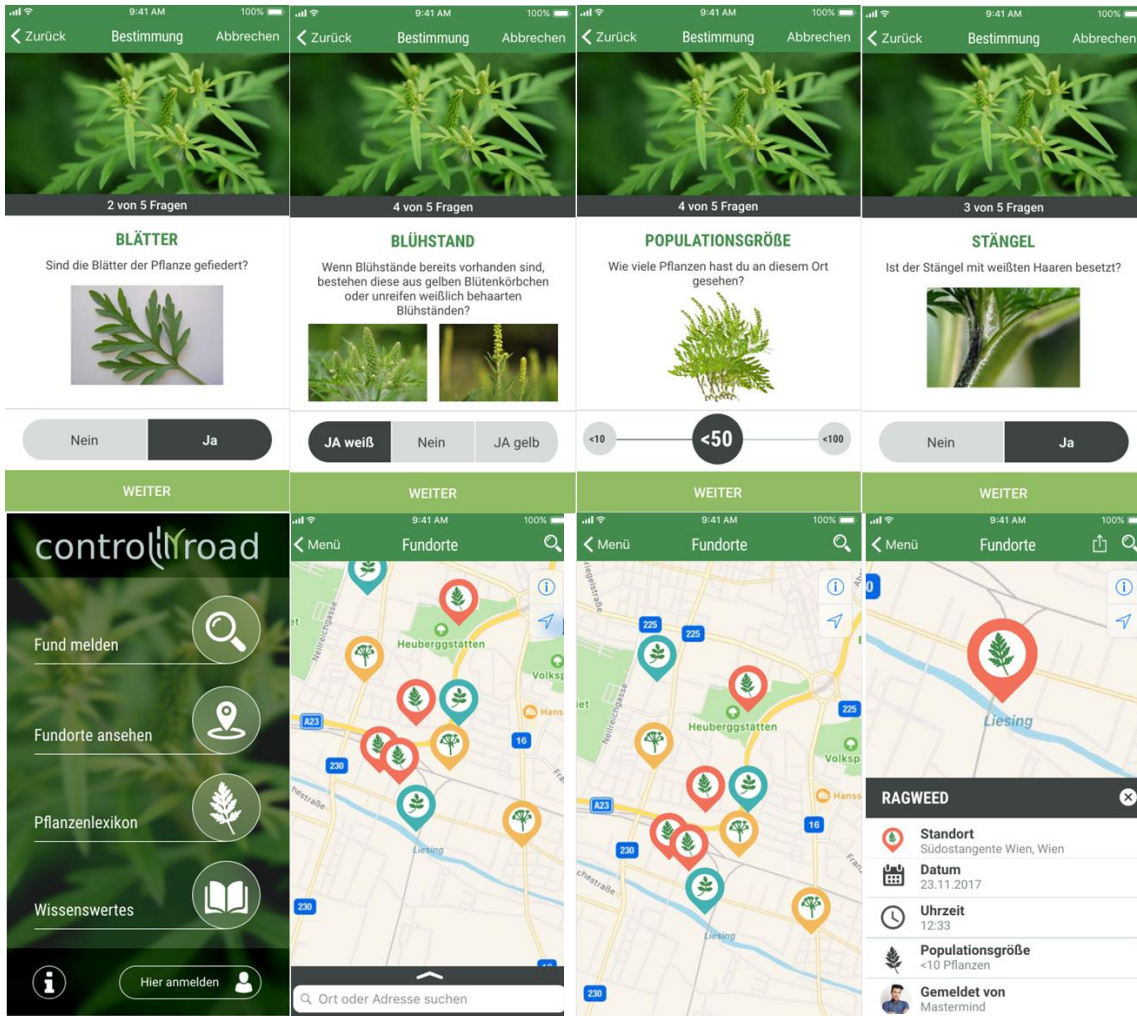 9:41 AM 100%
Zurück Bestimmung Abbrechen
2 von 5 Fragen
BLÄTTER
Sind die Blätter der Pflanze gefiedert?
Nein Ja
WEITER
9:41 AM 100%
Zurück Bestimmung Abbrechen
4 von 5 Fragen
BLÜHSTAND
Wenn Blühstände bereits vorhanden sind,
bestehen diese aus gelben Blütenkörbchen
oder unreifen weißlich behaarten
Blühständen?
JA weiß Nein JA gelb
WEITER
9:41 AM 100%
Zurück Bestimmung Abbrechen
4 von 5 Fragen
POPULATIONSGRÖßE
Wie viele Pflanzen hast du an diesem Ort
gesehen?
<10 <50 <100
WEITER
9:41 AM 100%
Zurück Bestimmung Abbrechen
3 von 5 Fragen
STÄNGEL
Ist der Stängel mit weißten Haaren besetzt?
Nein Ja
WEITER
controllinroad
Fund melden
Fundorte ansehen
Pflanzenlexikon
Wissenswertes
Hier anmelden
9:41 AM 100%
Menü Fundorte
Neilreichgasse
Heuberggstätten
Volksp
Hans
A23
16
230
Liesing
230
Ort oder Adresse suchen
9:41 AM 100%
Menü Fundorte
225
225
Neilreichgasse
Heuberggstätten
225
Volksp
Hanss
A23
16
230
Liesing
230
9:41 AM 100%
Menü Fundorte
Liesing
RAGWEED
Standort
Südostangente Wien, Wien
Datum
23.11.2017
Uhrzeit
12:33
Populationsgröße
<10 Pflanzen
Gemeldet von
Mastermind